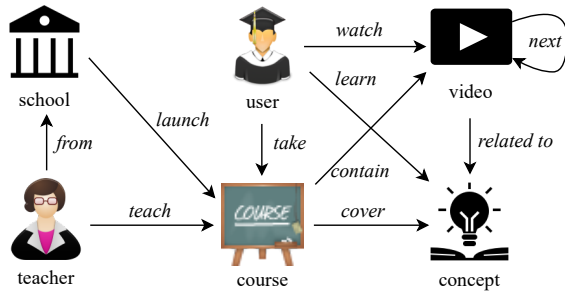 watch
next
school
user
learn
video
launch
from
take
related to
contain
teach
COURSE
cover
teacher
course
concept